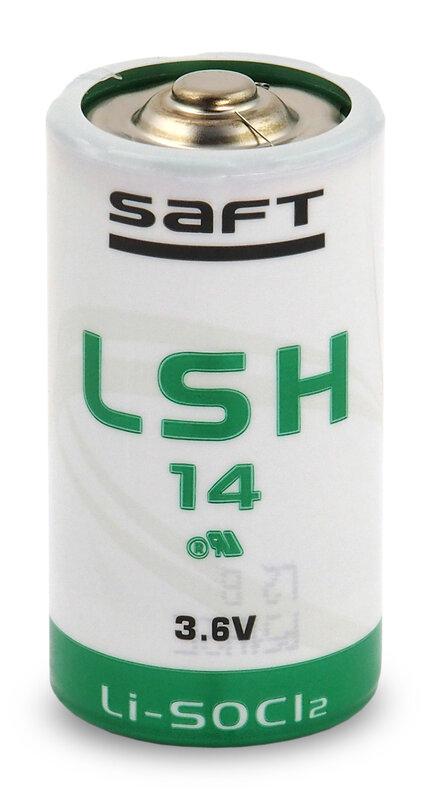 SAFT
LSH
14
3.6V
Li-SOCl₂